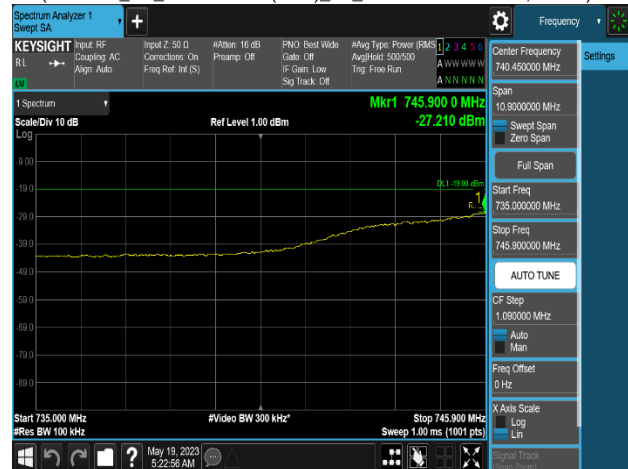 Spectrum Analyzer 1
Swept SA
Frequency
KEYSIGHT
RL
Input: RF
Coupling: AC
Align: Auto
Input Z: 50 Ω
Corrections: On
Freq Ref: Int (S)
#Atten: 16 dB
Preamp: Off
PNO: Best Wide
Gate: Off
IF Gain: Low
Sig Track: Off
#Avg Type: Power (RMS
Avg|Hold: 500/500
Trig: Free Run
1 2 3 4 5 6
A W W W W W
A N N N N N
Center Frequency
740.450000 MHz
Settings
Span
10.9000000 MHz
Swept Span
Zero Span
Full Span
Start Freq
735.000000 MHz
Stop Freq
745.900000 MHz
AUTO TUNE
CF Step
1.090000 MHz
Auto
Man
Freq Offset
0 Hz
X Axis Scale
Log
Lin
Signal Track
(Span Zoom)
1 Spectrum
Scale/Div 10 dB
Ref Level 1.00 dBm
Mkr1 745.900 0 MHz
-27.210 dBm
Log
-9.00
-19.0
-29.0
-39.0
-49.0
-59.0
-69.0
-79.0
-89.0
DL1 -19.00 dBm
1
Start 735.000 MHz
#Video BW 300 kHz*
Stop 745.900 MHz
#Res BW 100 kHz
Sweep 1.00 ms (1001 pts)
?
May 19, 2023
5:22:56 AM